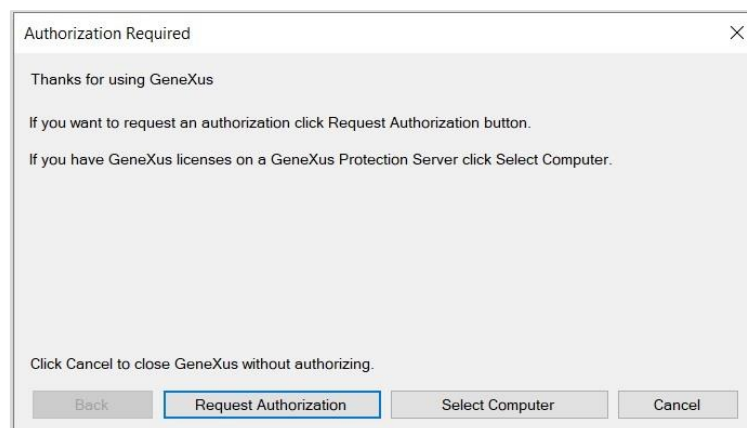 Authorization Required
Thanks for using GeneXus
If you want to request an authorization click Request Authorization button.
If you have GeneXus licenses on a GeneXus Protection Server click Select Computer.
Click Cancel to close GeneXus without authorizing.
Back Request Authorization Select Computer Cancel